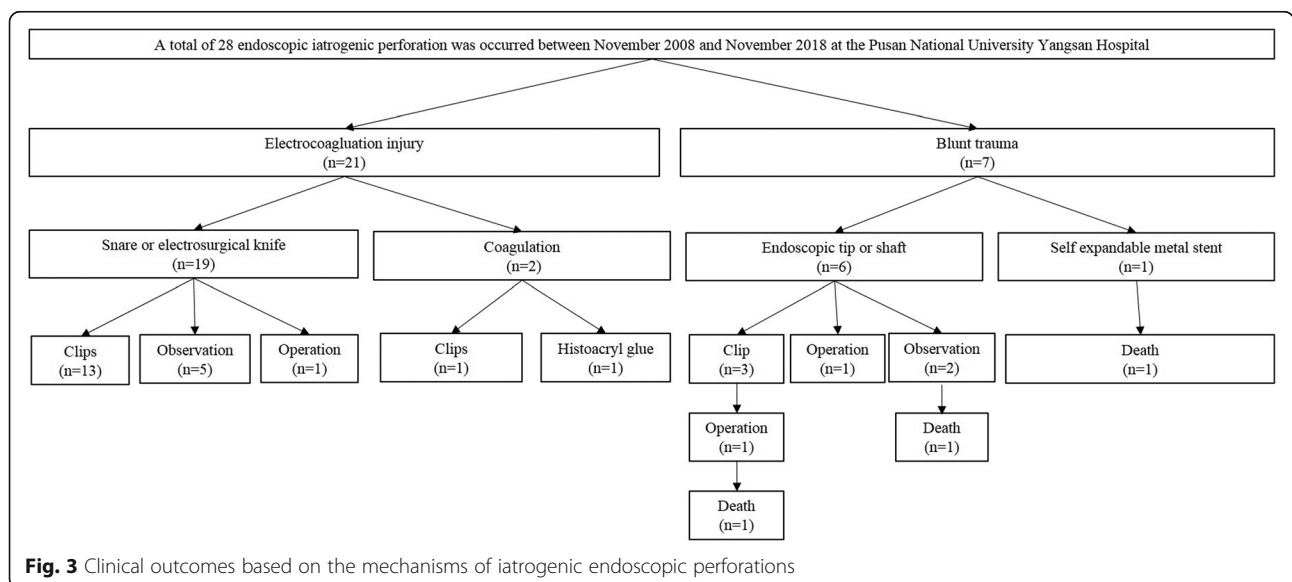 A total of 28 endoscopic iatrogenic perforation was occurred between November 2008 and November 2018 at the Pusan National University Yangsan Hospital
Electrocoagluation injury
(n=21)
Blunt trauma
(n=7)
Snare or electrosurgical knife
(n=19)
Coagulation
(n=2)
Endoscopic tip or shaft
(n=6)
Self expandable metal stent
(n=1)
Clips
(n=13)
Observation
(n=5)
Operation
(n=1)
Clips
(n=1)
Histoacryl glue
(n=1)
Clip
(n=3)
Operation
(n=1)
Observation
(n=2)
Death
(n=1)
Operation
(n=1)
Death
(n=1)
Death
(n=1)
Fig. 3 Clinical outcomes based on the mechanisms of iatrogenic endoscopic perforations